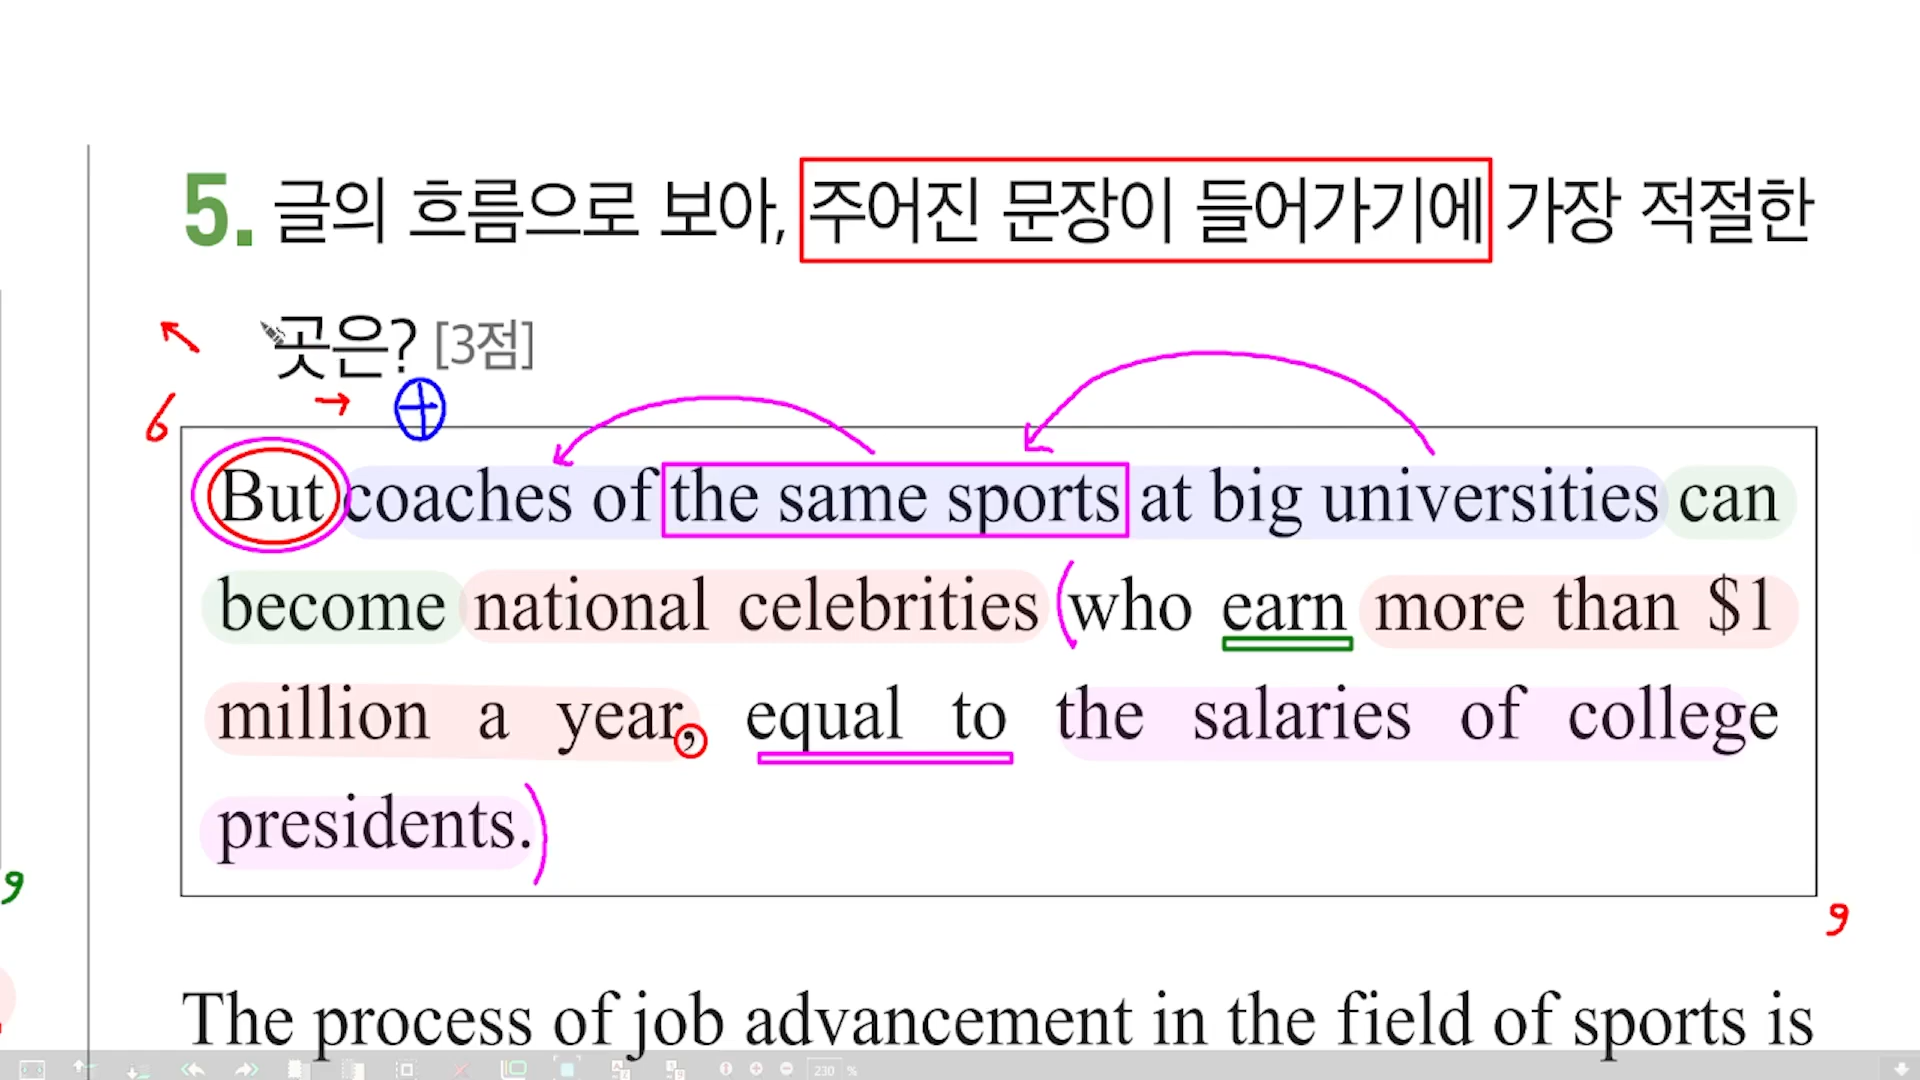 5. 글의 흐름으로 보아, 주어진 문장이 들어가기에 가장 적절한
곳은? [3점]
6
But coaches of the same sports at big universities can
become national celebrities (who earn more than $1
million a year, equal to the salaries of college
presidents.)
9
9
The process of job advancement in the field of sports is
230 %